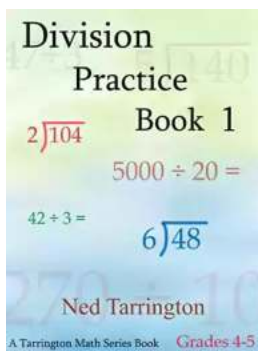 Division
Practice
Book 1
2)104
5000 ÷ 20 =
42 ÷ 3 =
6)48
Ned Tarrington
A Tarrington Math Series Book Grades 4-5